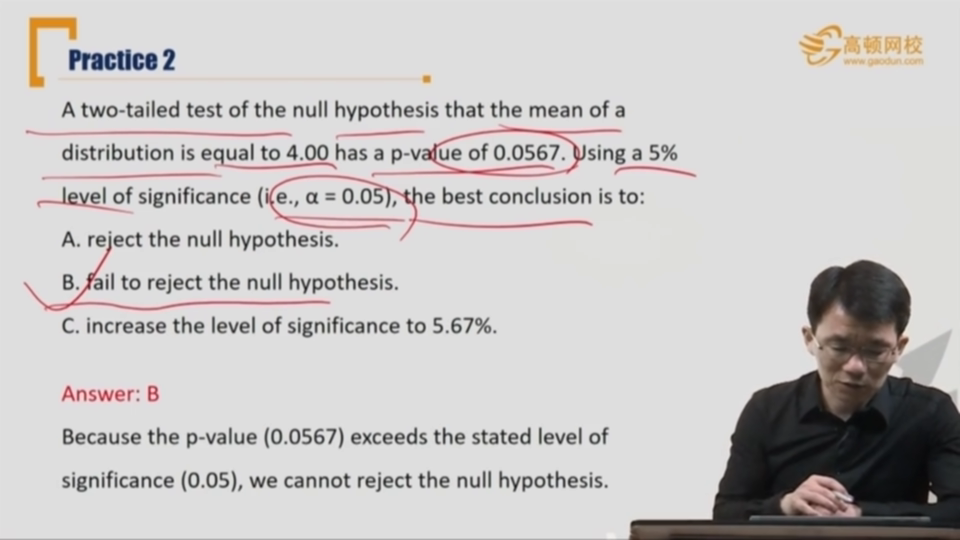 Practice 2
高顿网校
www.gaodun.com
A two-tailed test of the null hypothesis that the mean of a
distribution is equal to 4.00 has a p-value of 0.0567. Using a 5%
level of significance (i.e., α = 0.05), the best conclusion is to:
A. reject the null hypothesis.
B. fail to reject the null hypothesis.
C. increase the level of significance to 5.67%.
Answer: B
Because the p-value (0.0567) exceeds the stated level of
significance (0.05), we cannot reject the null hypothesis.